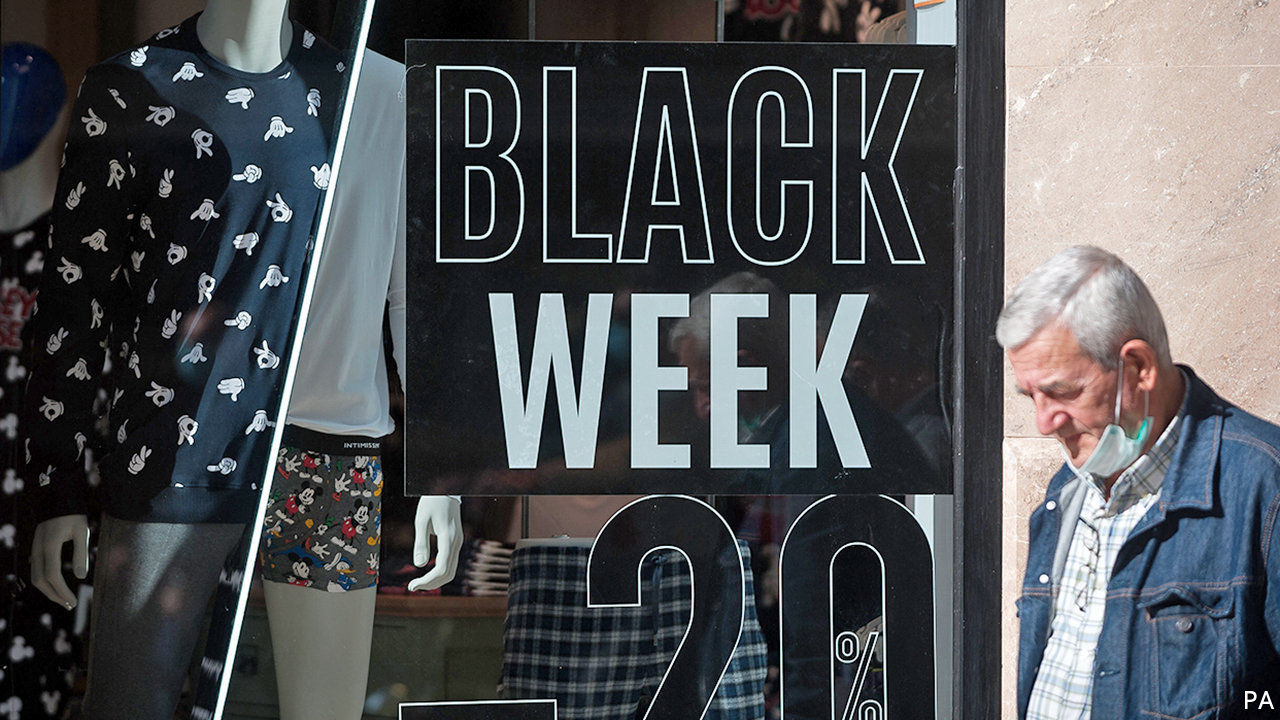 BLACK
WEEK
-20%
INTIMISSIMI
PA